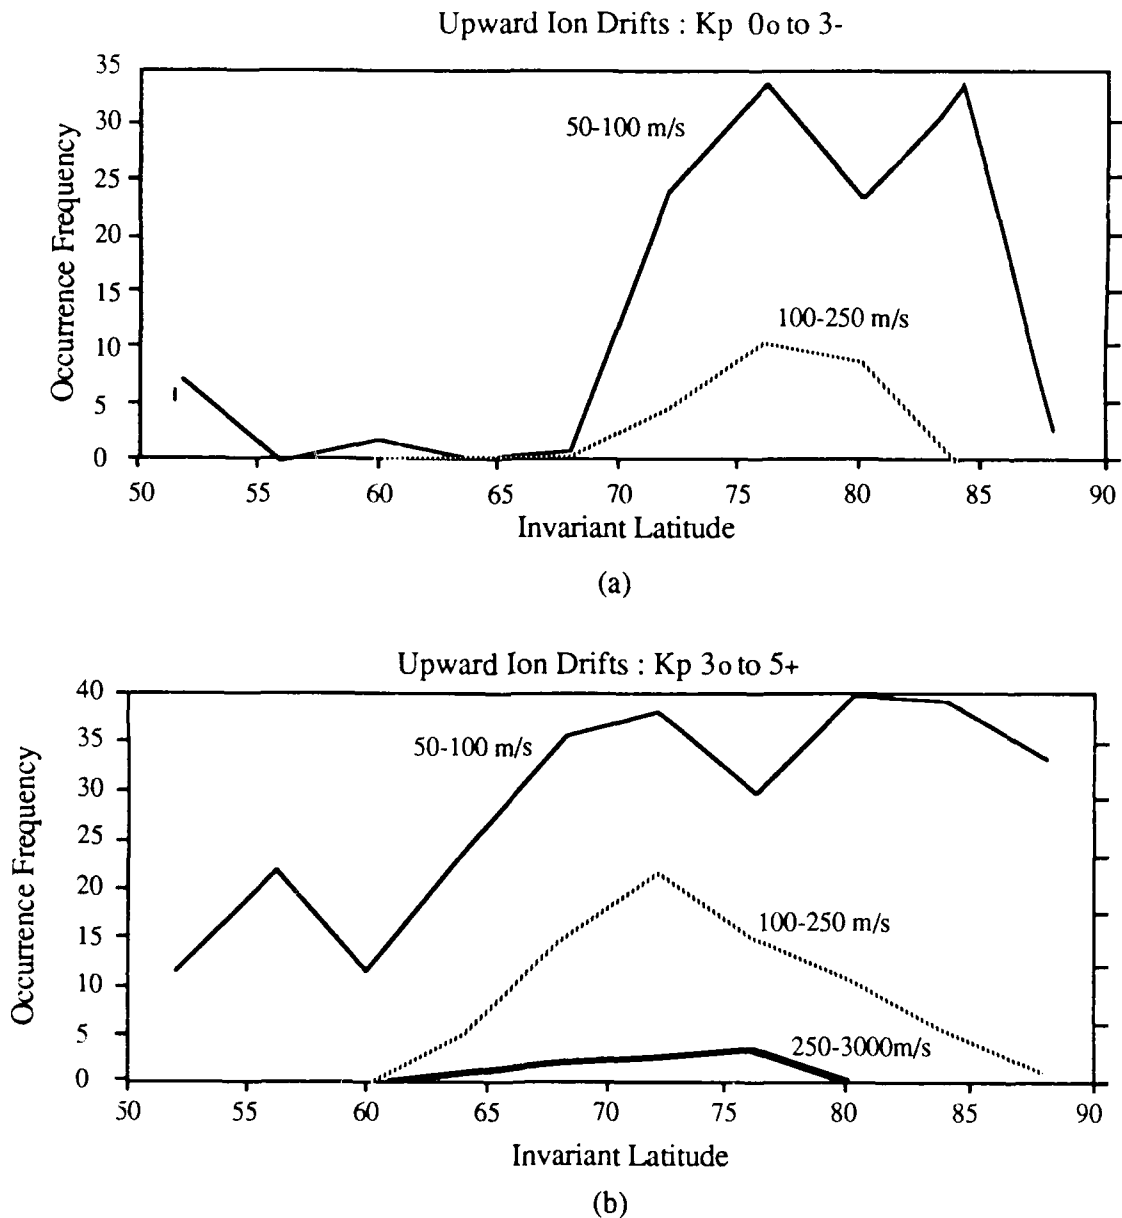 Upward Ion Drifts : Kp 0o to 3-
35
30
25
20
15
10
5
0
Occurrence Frequency
50-100 m/s
100-250 m/s
50 55 60 65 70 75 80 85 90
Invariant Latitude
(a)
Upward Ion Drifts : Kp 3o to 5+
40
35
30
25
20
15
10
5
0
Occurrence Frequency
50-100 m/s
100-250 m/s
250-3000m/s
50 55 60 65 70 75 80 85 90
Invariant Latitude
(b)